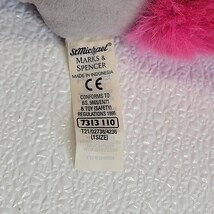 StMichael
MARKS &
SPENCER
MADE IN INDONESIA
CE
CONFORMS TO
BS. 5665/EN71
& TOY (SAFETY)
REGULATIONS 1995
7313 110
T21/0273B/4236
(1SIZE)